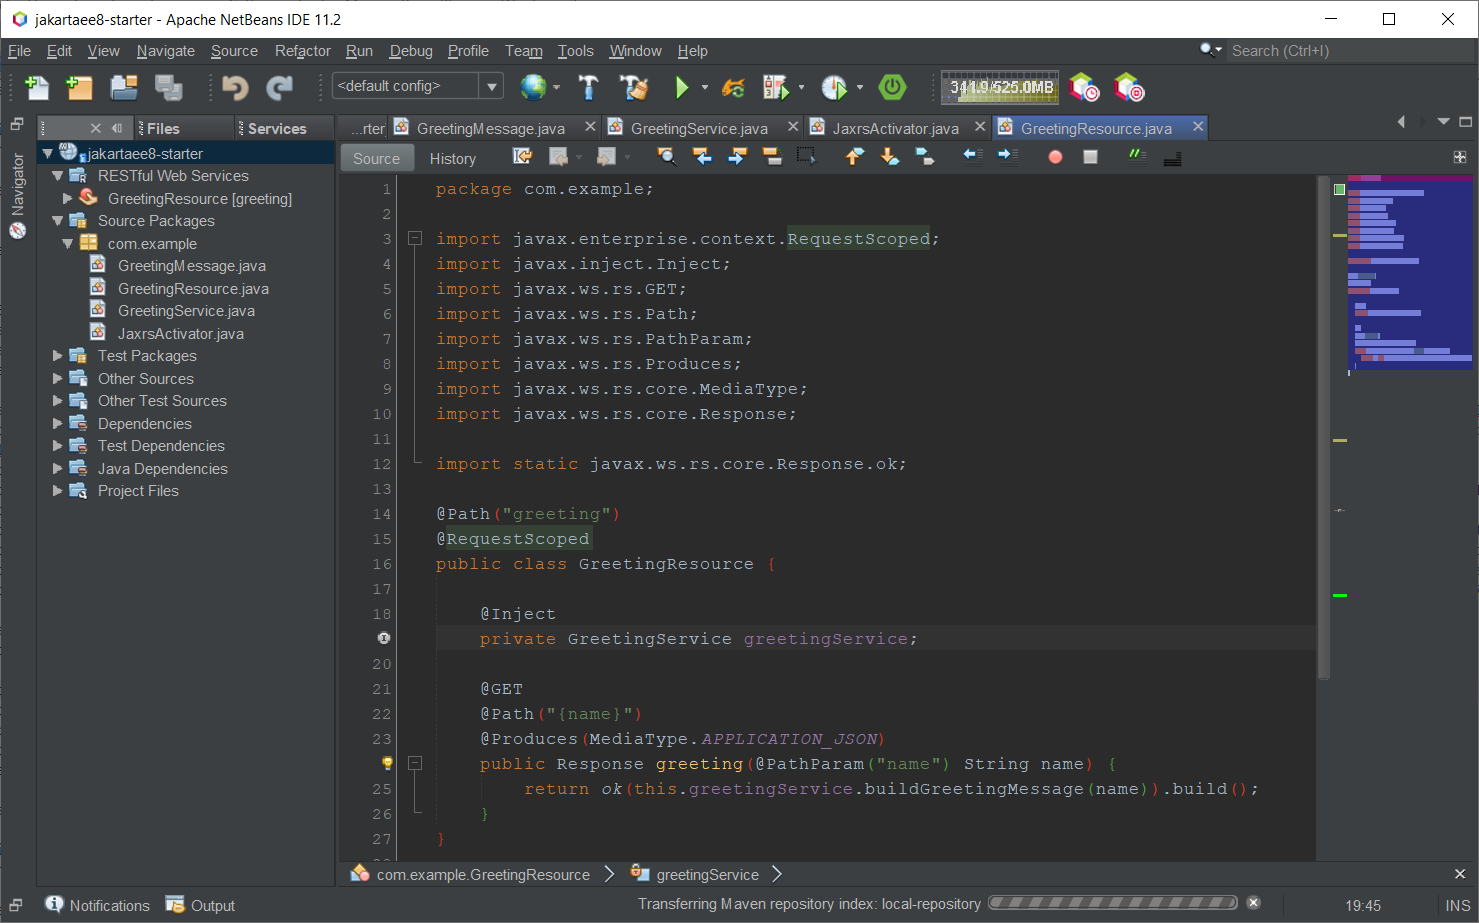 jakartaee8-starter - Apache NetBeans IDE 11.2
File Edit View Navigate Source Refactor Run Debug Profile Team Tools Window Help Search (Ctrl+I)
<default config> 341.9/525.0MB
Files Services ...rter GreetingMessage.java GreetingService.java JaxrsActivator.java GreetingResource.java
Navigator
jakartaee8-starter
RESTful Web Services
GreetingResource [greeting]
Source Packages
com.example
GreetingMessage.java
GreetingResource.java
GreetingService.java
JaxrsActivator.java
Test Packages
Other Sources
Other Test Sources
Dependencies
Test Dependencies
Java Dependencies
Project Files
Source History
1 package com.example;
2
3 import javax.enterprise.context.RequestScoped;
4 import javax.inject.Inject;
5 import javax.ws.rs.GET;
6 import javax.ws.rs.Path;
7 import javax.ws.rs.PathParam;
8 import javax.ws.rs.Produces;
9 import javax.ws.rs.core.MediaType;
10 import javax.ws.rs.core.Response;
11
12 import static javax.ws.rs.core.Response.ok;
13
14 @Path("greeting")
15 @RequestScoped
16 public class GreetingResource {
17
18 @Inject
private GreetingService greetingService;
20
21 @GET
22 @Path("{name}")
23 @Produces(MediaType.APPLICATION_JSON)
public Response greeting(@PathParam("name") String name) {
25 return ok(this.greetingService.buildGreetingMessage(name)).build();
26 }
27 }
com.example.GreetingResource greetingService
Notifications Output Transferring Maven repository index: local-repository 19:45 INS